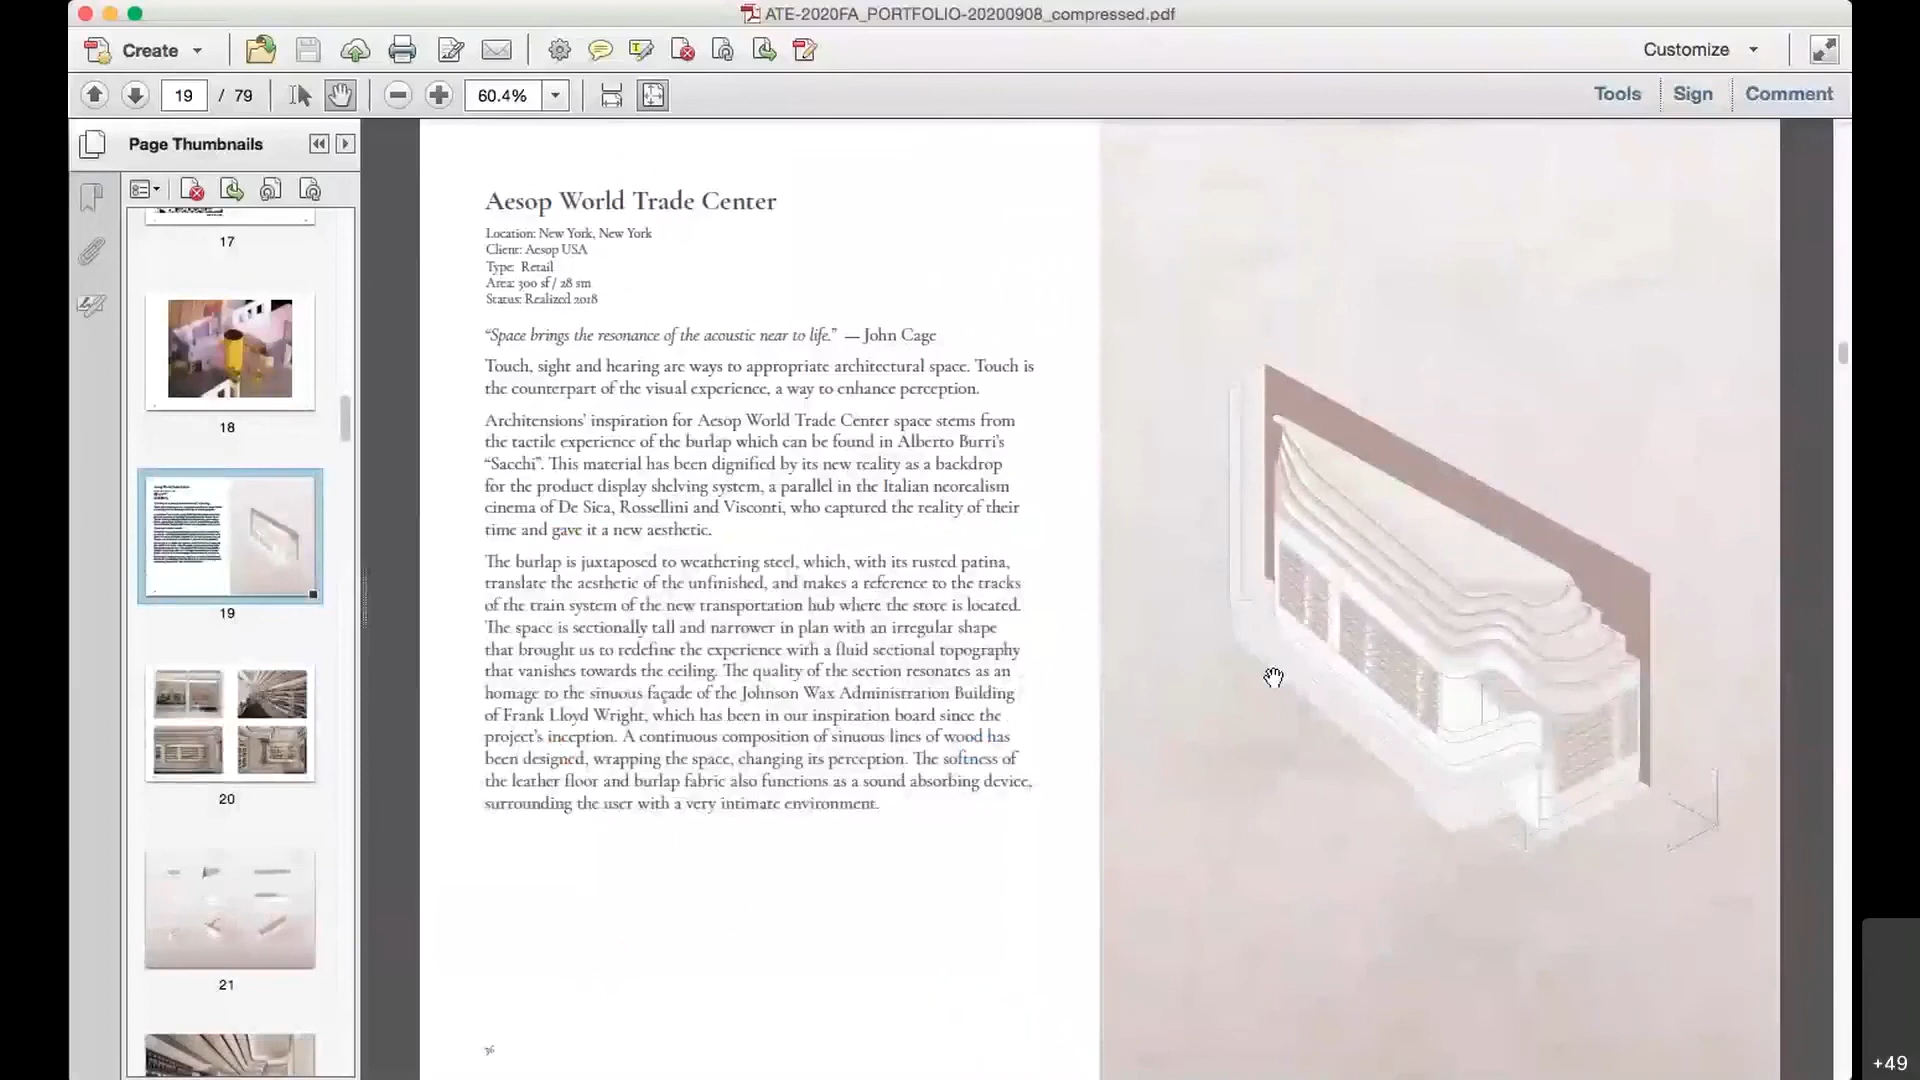 ATE-2020FA_PORTFOLIO-20200908_compressed.pdf
Create
Customize
19 / 79
60.4%
Tools
Sign
Comment
Page Thumbnails
17
18
19
20
21
Aesop World Trade Center
Location: New York, New York
Client: Aesop USA
Type: Retail
Area: 300 sf / 28 sm
Status: Realized 2018
“Space brings the resonance of the acoustic near to life.” — John Cage
Touch, sight and hearing are ways to appropriate architectural space. Touch is
the counterpart of the visual experience, a way to enhance perception.
Architensions’ inspiration for Aesop World Trade Center space stems from
the tactile experience of the burlap which can be found in Alberto Burri’s
“Sacchi”. This material has been dignified by its new reality as a backdrop
for the product display shelving system, a parallel in the Italian neorealism
cinema of De Sica, Rossellini and Visconti, who captured the reality of their
time and gave it a new aesthetic.
The burlap is juxtaposed to weathering steel, which, with its rusted patina,
translate the aesthetic of the unfinished, and makes a reference to the tracks
of the train system of the new transportation hub where the store is located.
The space is sectionally tall and narrower in plan with an irregular shape
that brought us to redefine the experience with a fluid sectional topography
that vanishes towards the ceiling. The quality of the section resonates as an
homage to the sinuous façade of the Johnson Wax Administration Building
of Frank Lloyd Wright, which has been in our inspiration board since the
project’s inception. A continuous composition of sinuous lines of wood has
been designed, wrapping the space, changing its perception. The softness of
the leather floor and burlap fabric also functions as a sound absorbing device,
surrounding the user with a very intimate environment.
36
+49